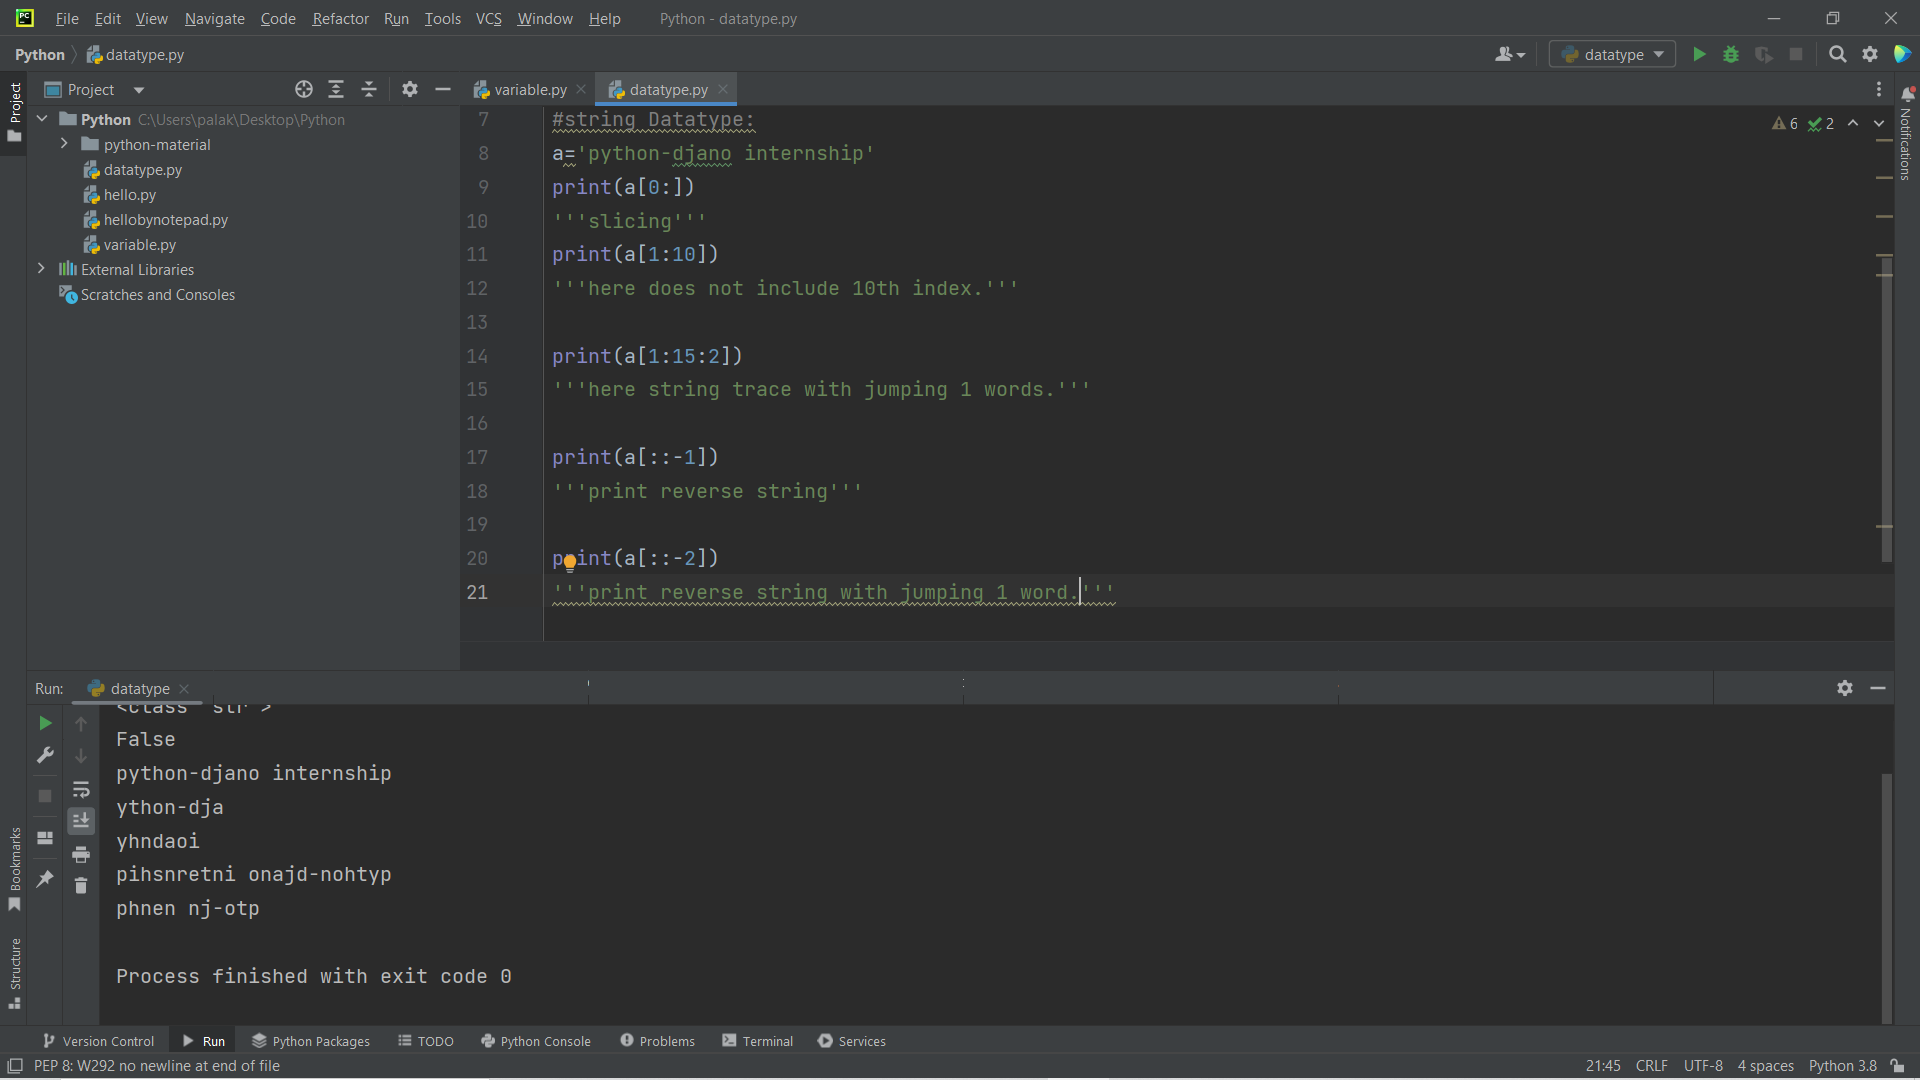 PC File Edit View Navigate Code Refactor Run Tools VCS Window Help Python - datatype.py
Python datatype.py datatype
Project
Project variable.py datatype.py
Notifications
Python C:\Users\palak\Desktop\Python
python-material
datatype.py
hello.py
hellobynotepad.py
variable.py
External Libraries
Scratches and Consoles
6 2
7 #string Datatype:
8 a='python-djano internship'
9 print(a[0:])
10 '''slicing'''
11 print(a[1:10])
12 '''here does not include 10th index.'''
13
14 print(a[1:15:2])
15 '''here string trace with jumping 1 words.'''
16
17 print(a[::-1])
18 '''print reverse string'''
19
20 print(a[::-2])
21 '''print reverse string with jumping 1 word.'''
Run: datatype
<class 'str'>
False
python-djano internship
ython-dja
yhndaoi
pihsnretni onajd-nohtyp
phnen nj-otp
Process finished with exit code 0
Bookmarks
Structure
Version Control Run Python Packages TODO Python Console Problems Terminal Services
PEP 8: W292 no newline at end of file 21:45 CRLF UTF-8 4 spaces Python 3.8